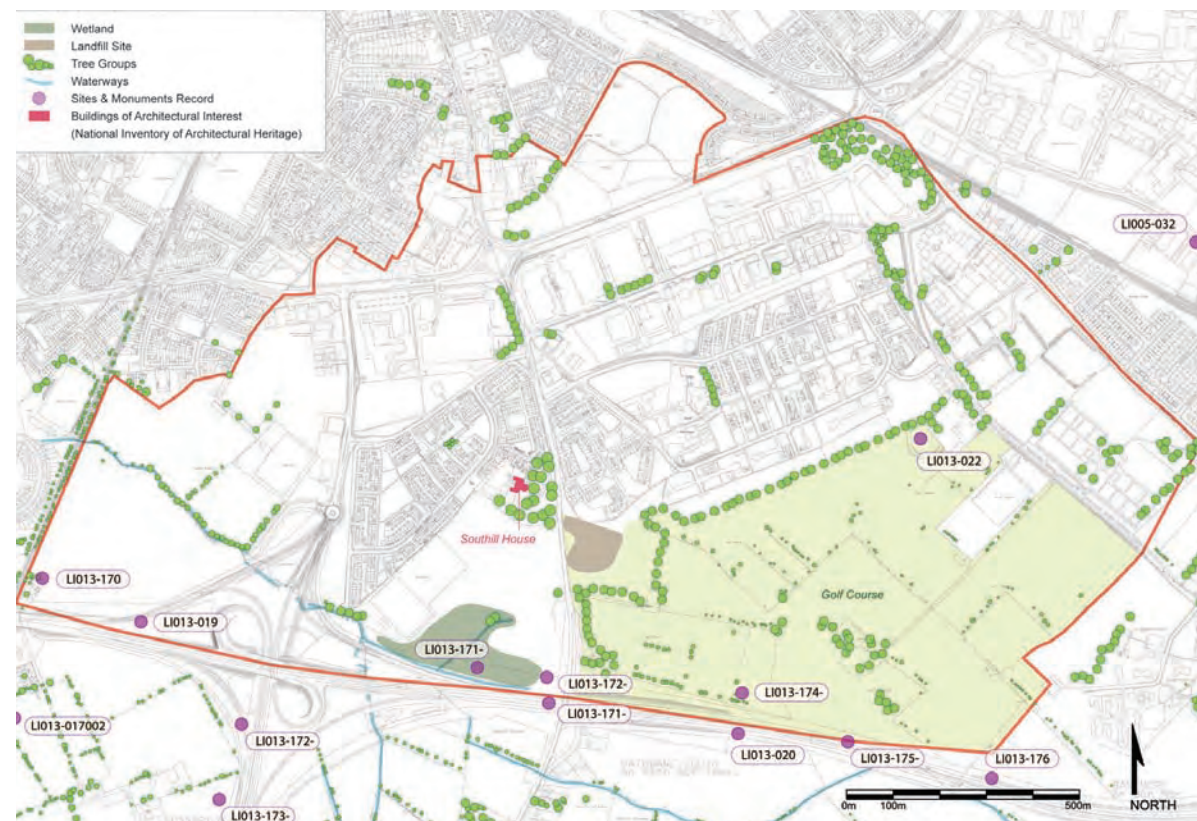 Wetland
Landfill Site
Tree Groups
Waterways
Sites & Monuments Record
Buildings of Architectural Interest
(National Inventory of Architectural Heritage)
LI005-032
LI013-022
Southill House
LI013-170
Golf Course
LI013-019
LI013-171-
LI013-172-
LI013-174-
LI013-171-
LI013-017002
LI013-172-
LI013-020
LI013-175-
LI013-176
LI013-173-
0m 100m 500m
NORTH